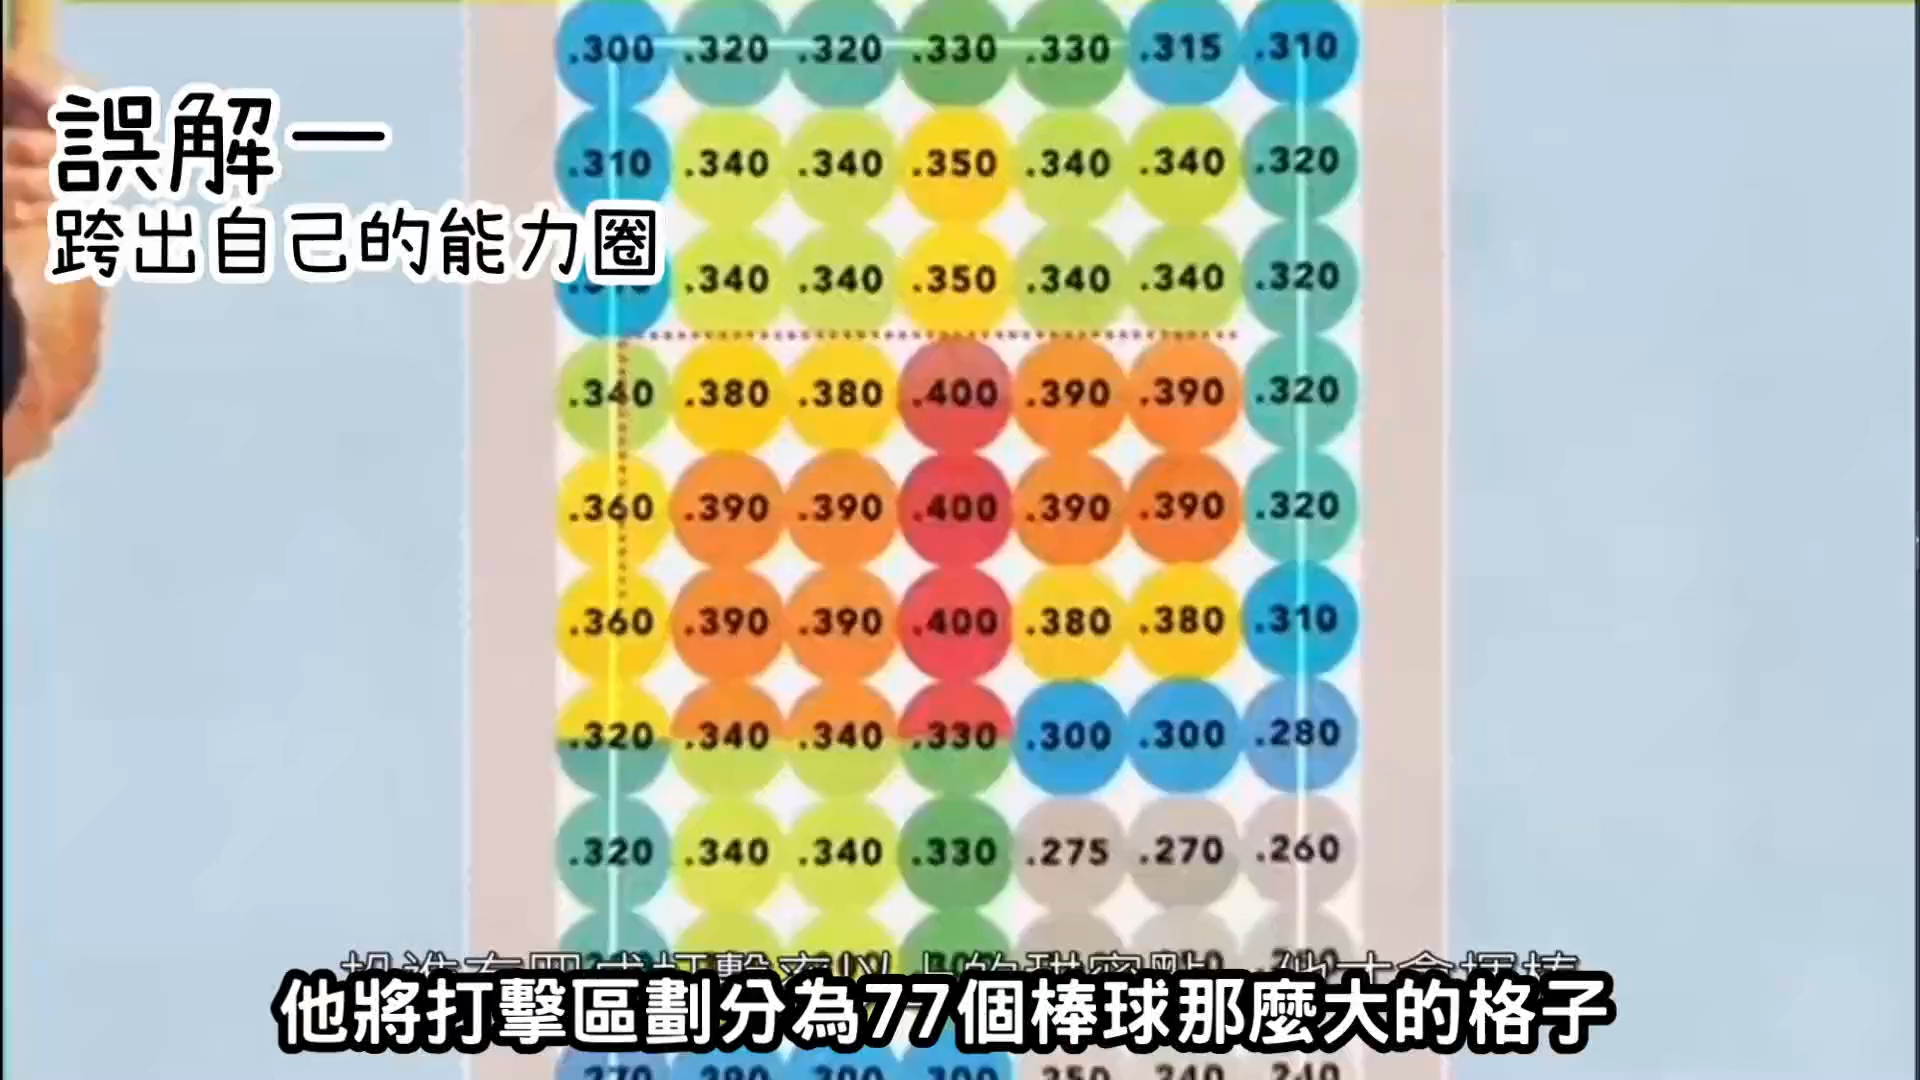 .300 .320 .320 .330 .330 .315 .310
誤解一
.310 .340 .340 .350 .340 .340 .320
跨出自己的能力圈
.340 .340 .350 .340 .340 .320
.340 .380 .380 .400 .390 .390 .320
.360 .390 .390 .400 .390 .390 .320
.360 .390 .390 .400 .380 .380 .310
.320 .340 .340 .330 .300 .300 .280
.320 .340 .340 .330 .275 .270 .260
他將打擊區劃分為77個棒球那麼大的格子